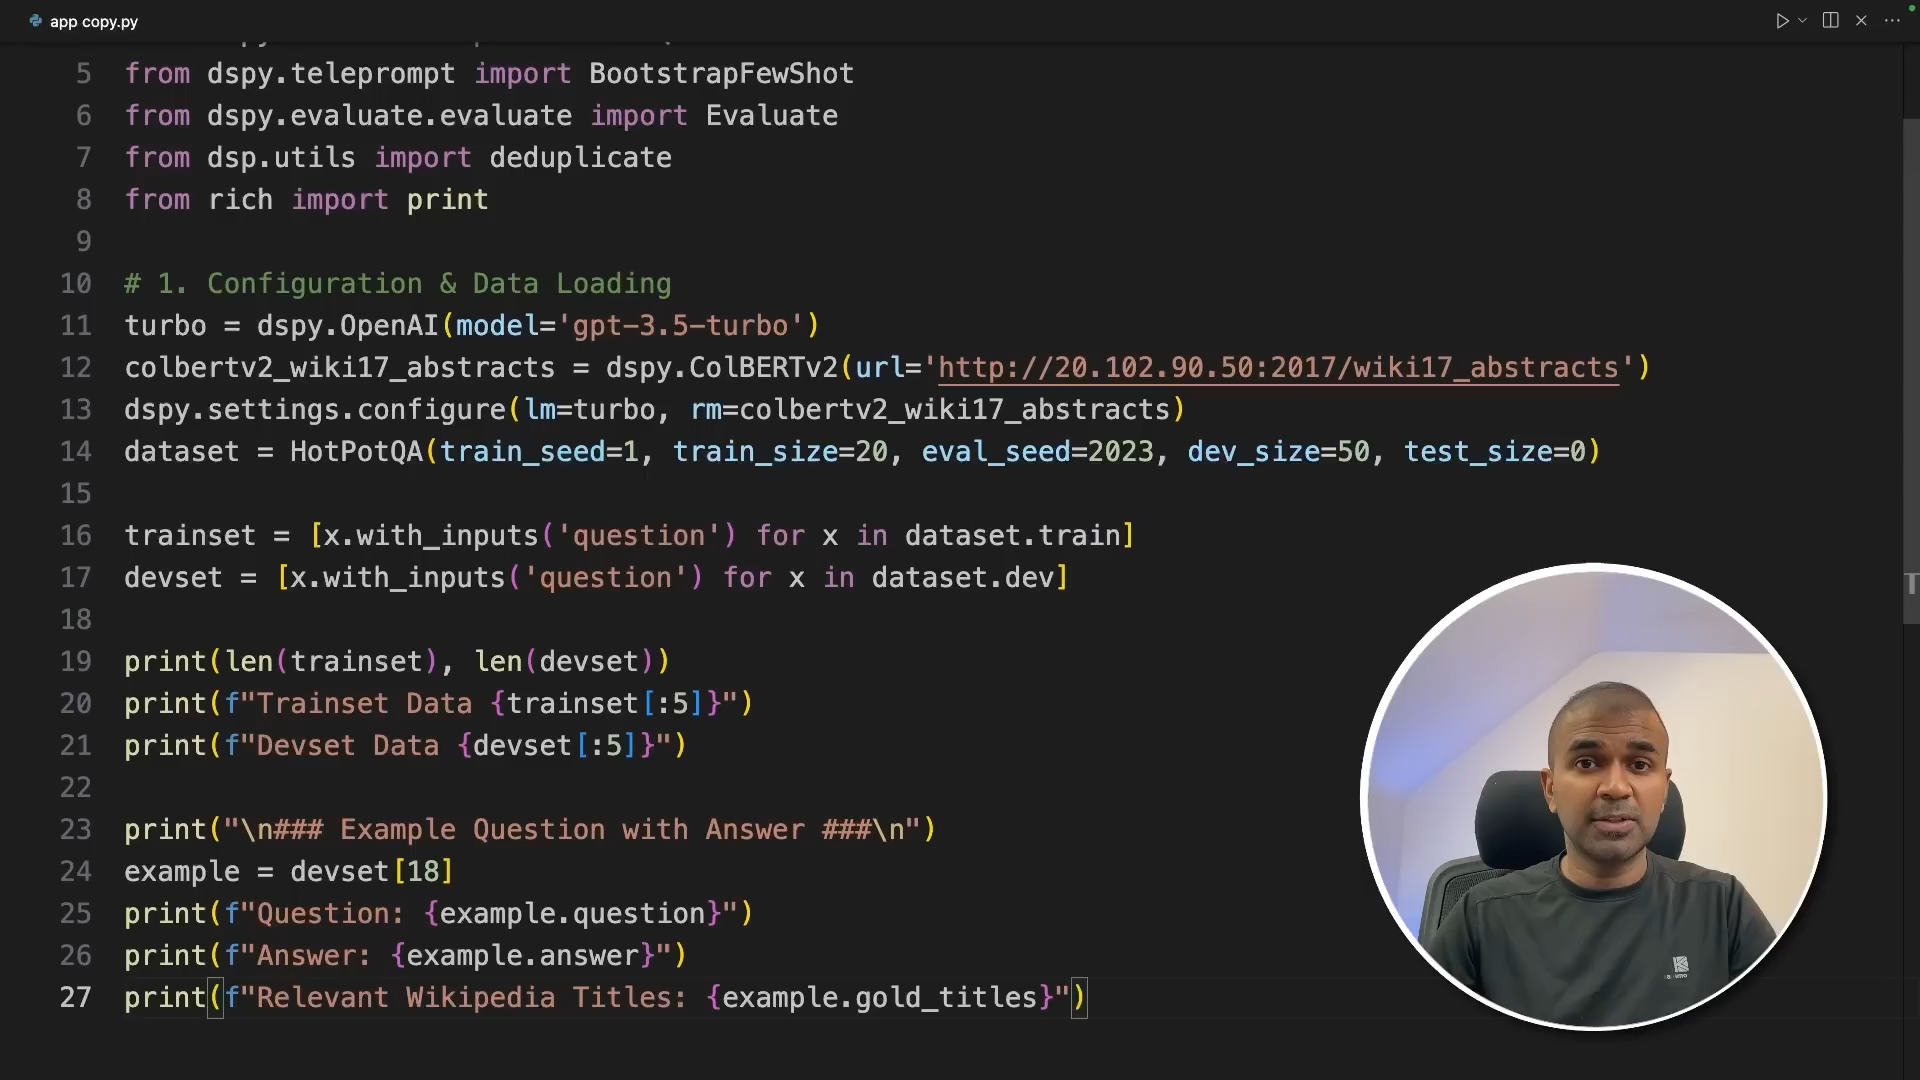 app copy.py
5 from dspy.teleprompt import BootstrapFewShot
6 from dspy.evaluate.evaluate import Evaluate
7 from dsp.utils import deduplicate
8 from rich import print
9
10 # 1. Configuration & Data Loading
11 turbo = dspy.OpenAI(model='gpt-3.5-turbo')
12 colbertv2_wiki17_abstracts = dspy.ColBERTv2(url='http://20.102.90.50:2017/wiki17_abstracts')
13 dspy.settings.configure(lm=turbo, rm=colbertv2_wiki17_abstracts)
14 dataset = HotPotQA(train_seed=1, train_size=20, eval_seed=2023, dev_size=50, test_size=0)
15
16 trainset = [x.with_inputs('question') for x in dataset.train]
17 devset = [x.with_inputs('question') for x in dataset.dev]
18
19 print(len(trainset), len(devset))
20 print(f"Trainset Data {trainset[:5]}")
21 print(f"Devset Data {devset[:5]}")
22
23 print("\n### Example Question with Answer ###\n")
24 example = devset[18]
25 print(f"Question: {example.question}")
26 print(f"Answer: {example.answer}")
27 print(f"Relevant Wikipedia Titles: {example.gold_titles}")